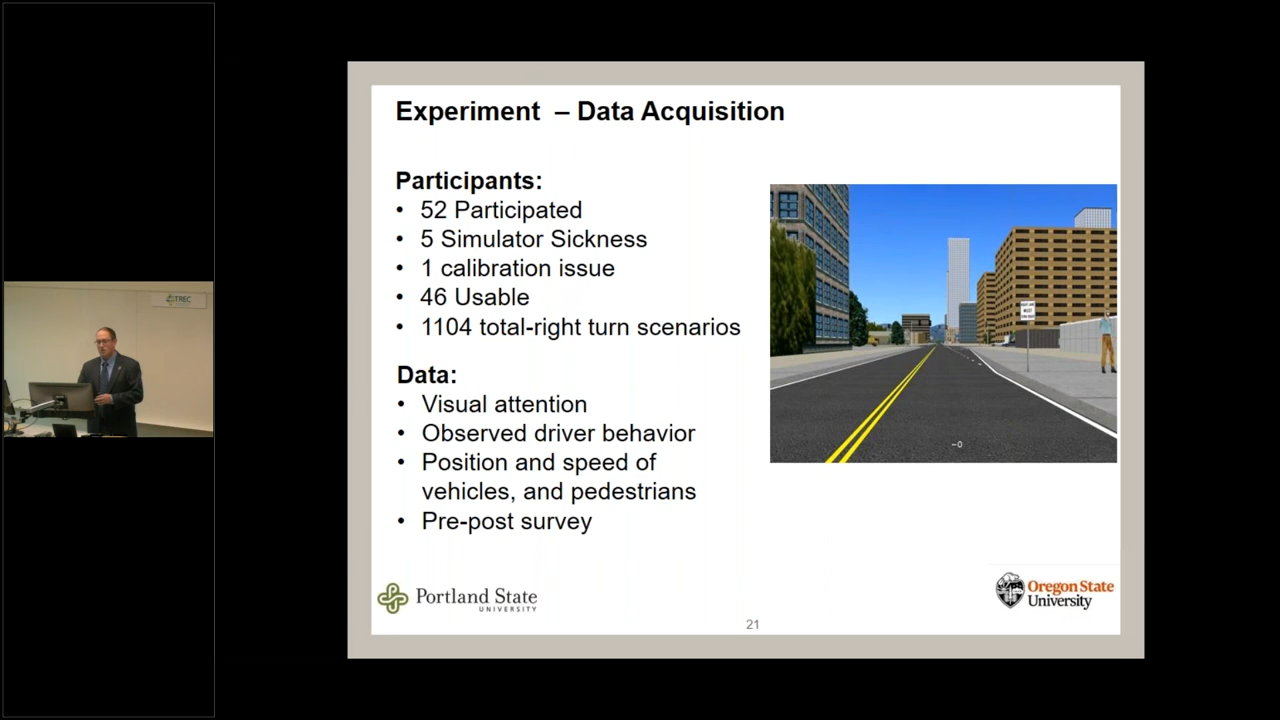 TREC
Experiment – Data Acquisition
Participants:
• 52 Participated
• 5 Simulator Sickness
• 1 calibration issue
• 46 Usable
• 1104 total-right turn scenarios
Data:
• Visual attention
• Observed driver behavior
• Position and speed of
vehicles, and pedestrians
• Pre-post survey
-0
Portland State
UNIVERSITY
Oregon State
University
21